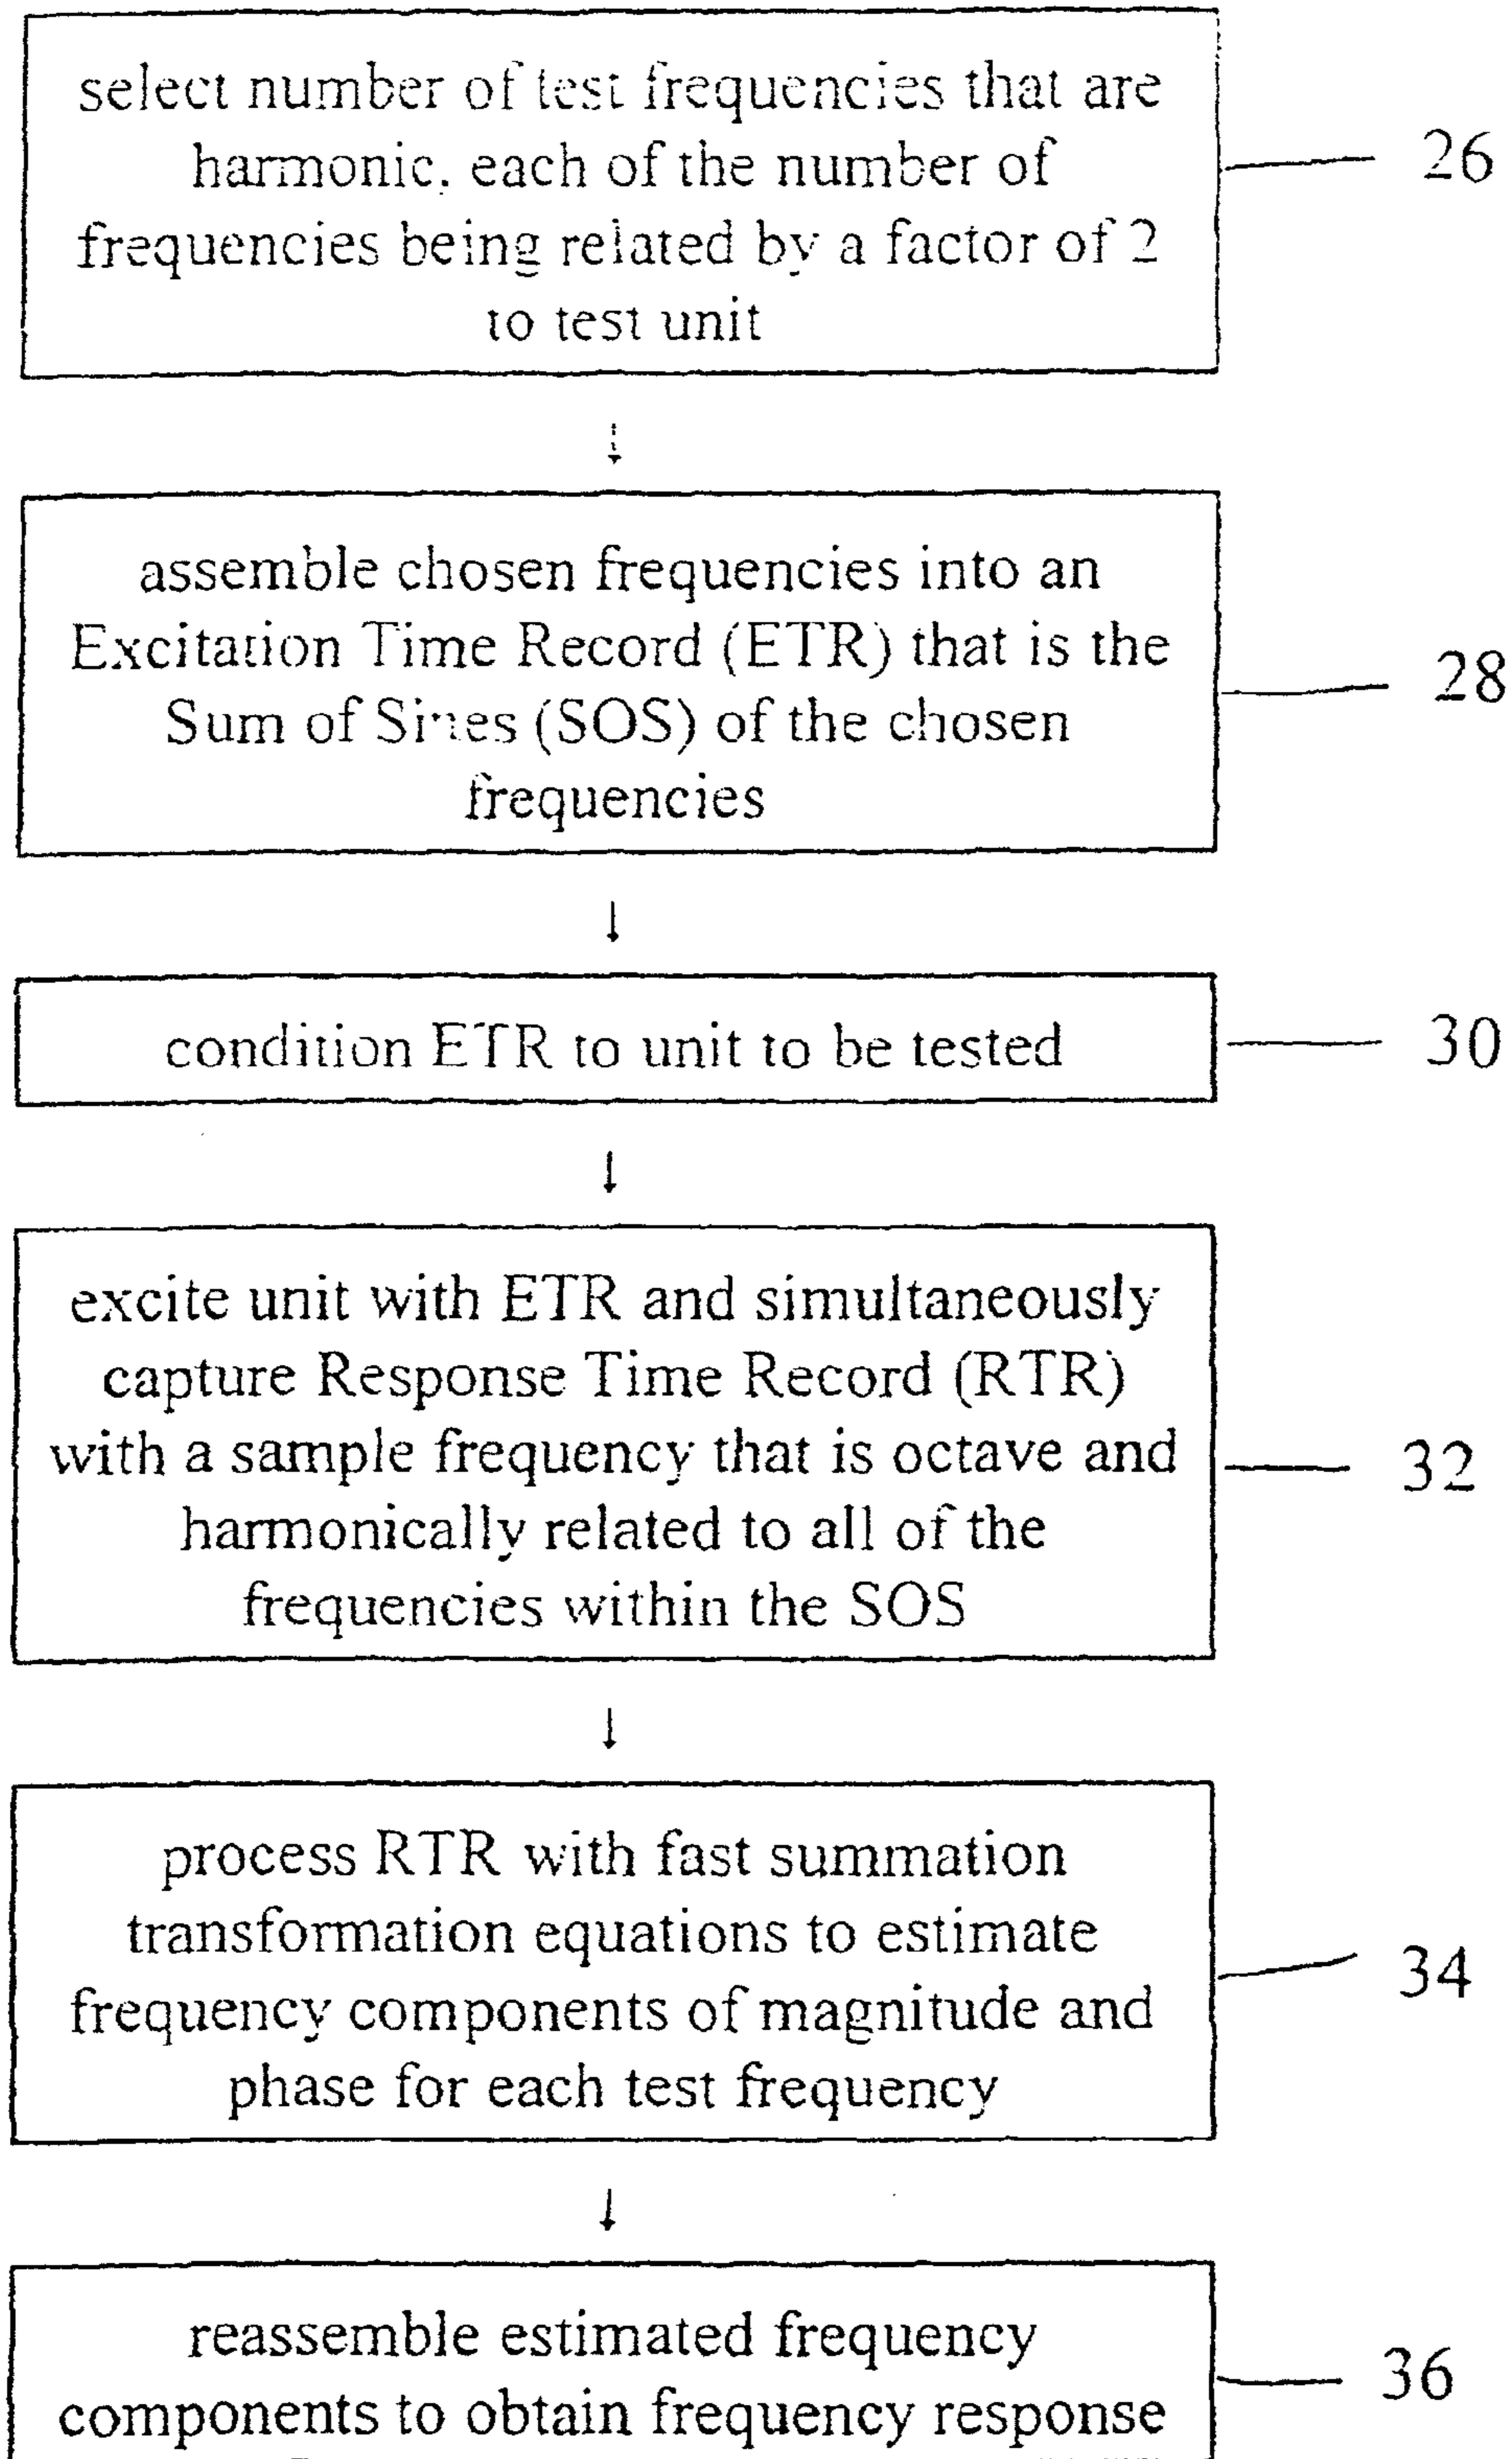 select number of test frequencies that are
harmonic, each of the number of
frequencies being related by a factor of 2
to test unit
26
assemble chosen frequencies into an
Excitation Time Record (ETR) that is the
Sum of Sines (SOS) of the chosen
frequencies
28
condition ETR to unit to be tested
30
excite unit with ETR and simultaneously
capture Response Time Record (RTR)
with a sample frequency that is octave and
harmonically related to all of the
frequencies within the SOS
32
process RTR with fast summation
transformation equations to estimate
frequency components of magnitude and
phase for each test frequency
34
reassemble estimated frequency
components to obtain frequency response
36